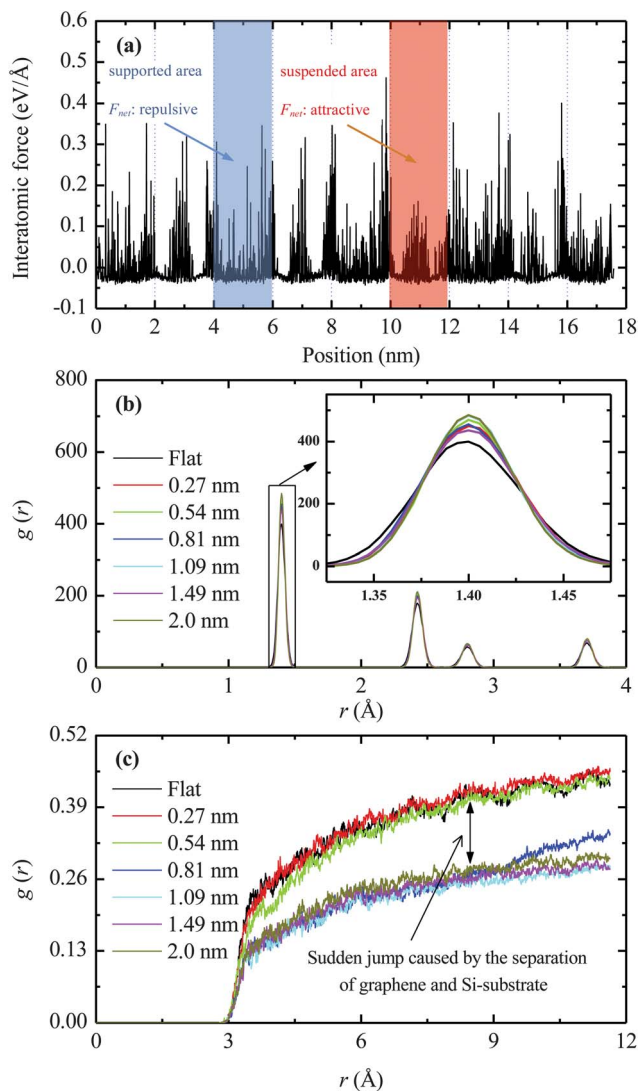 (a)
supported area
suspended area
F_net: repulsive
F_net: attractive
Interatomic force (eV/Å)
0.6
0.5
0.4
0.3
0.2
0.1
0.0
-0.1
0 2 4 6 8 10 12 14 16 18
Position (nm)
(b)
g (r)
800
600
400
200
0
Flat
0.27 nm
0.54 nm
0.81 nm
1.09 nm
1.49 nm
2.0 nm
400
200
0
1.35 1.40 1.45
0 1 2 3 4
r (Å)
(c)
g (r)
0.52
0.39
0.26
0.13
0.00
Flat
0.27 nm
0.54 nm
0.81 nm
1.09 nm
1.49 nm
2.0 nm
Sudden jump caused by the separation
of graphene and Si-substrate
0 3 6 9 12
r (Å)